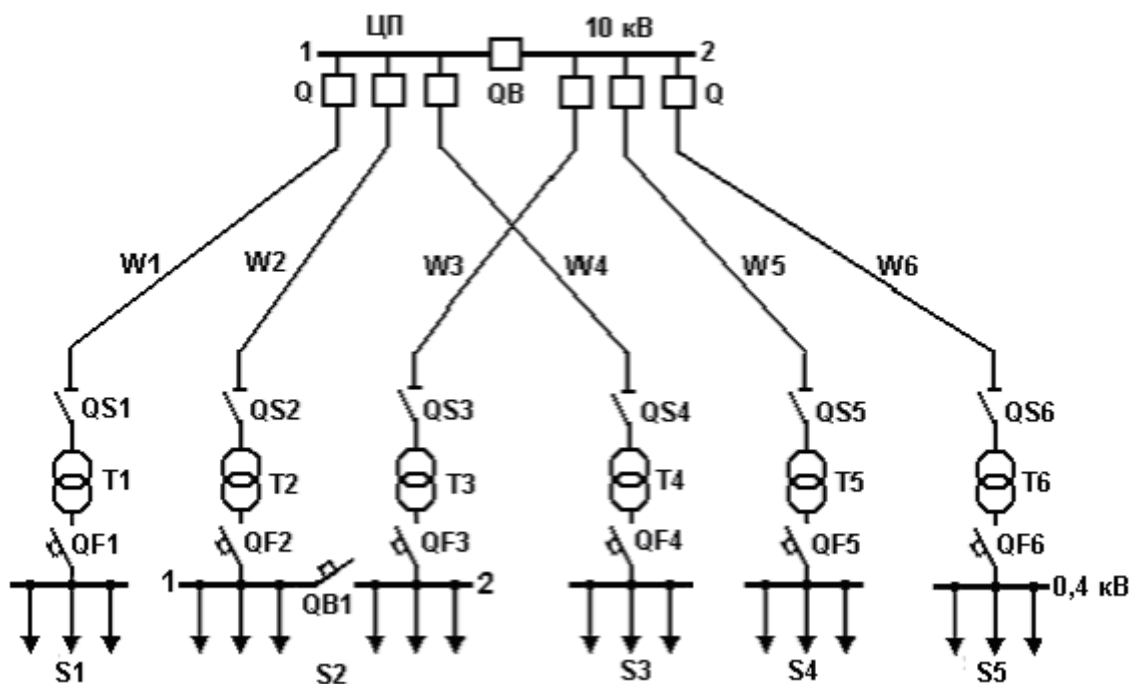 ЦП 10 кВ
1 2
Q QB Q
W1 W2 W3 W4 W5 W6
QS1 QS2 QS3 QS4 QS5 QS6
T1 T2 T3 T4 T5 T6
QF1 QF2 QF3 QF4 QF5 QF6
1 QB1 2 0,4 кВ
S1 S2 S3 S4 S5